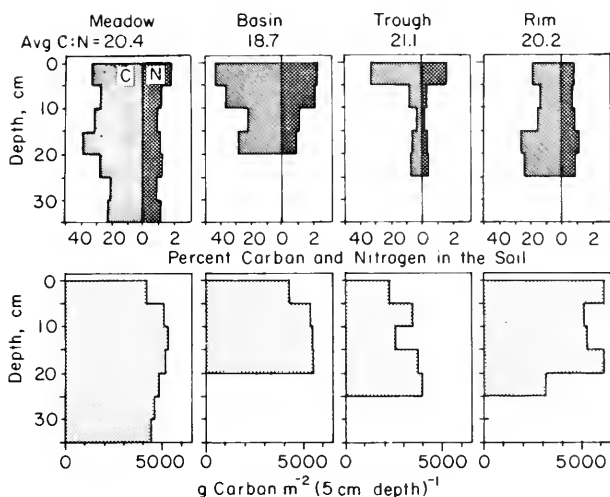 Meadow Basin Trough Rim
Avg C:N=20.4 18.7 21.1 20.2
C N
Depth, cm
0
10
20
30
40 20 0 2 40 20 0 2 40 20 0 2 40 20 0 2
Percent Carbon and Nitrogen in the Soil
Depth, cm
0
10
20
30
0 5000 0 5000 0 5000 0 5000
g Carbon m⁻² (5 cm depth)⁻¹